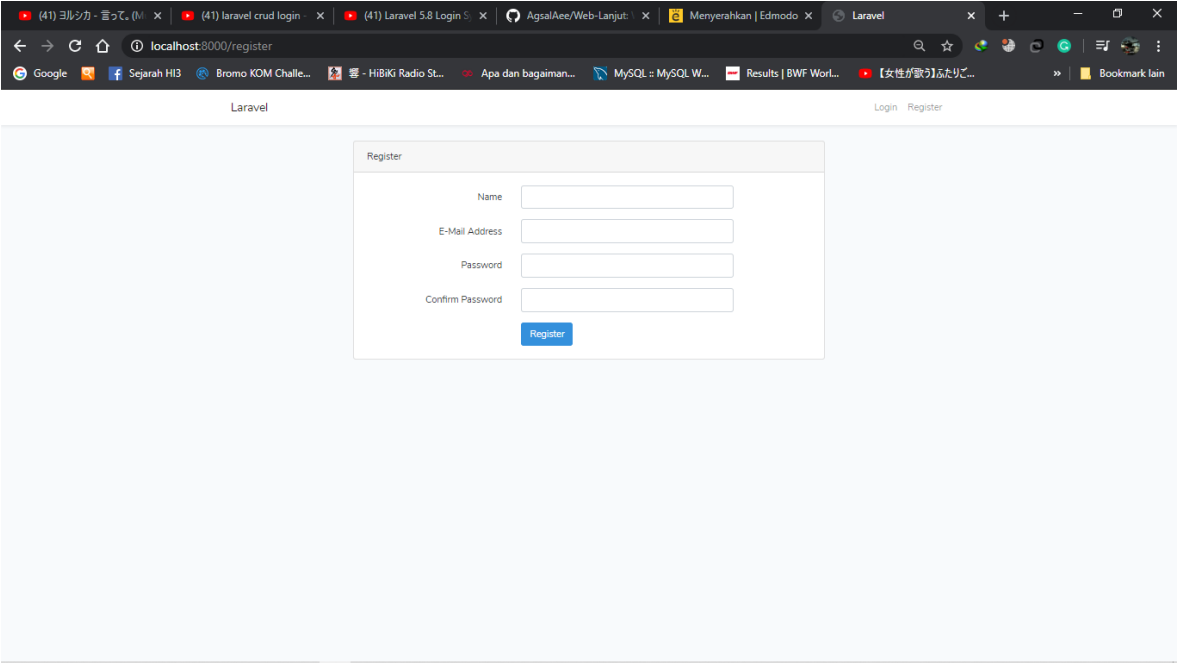 (41) ヨルシカ - 言って。(M
(41) laravel crud login -
(41) Laravel 5.8 Login S
AgsalAee/Web-Lanjut:
Menyerahkan | Edmodo
Laravel
localhost:8000/register
Google
Sejarah HI3
Bromo KOM Challe...
響 - HiBiKi Radio St...
Apa dan bagaiman...
MySQL :: MySQL W...
Results | BWF Worl...
【女性が歌う】ふたりご...
»
Bookmark lain
Laravel
Login
Register
Register
Name
E-Mail Address
Password
Confirm Password
Register